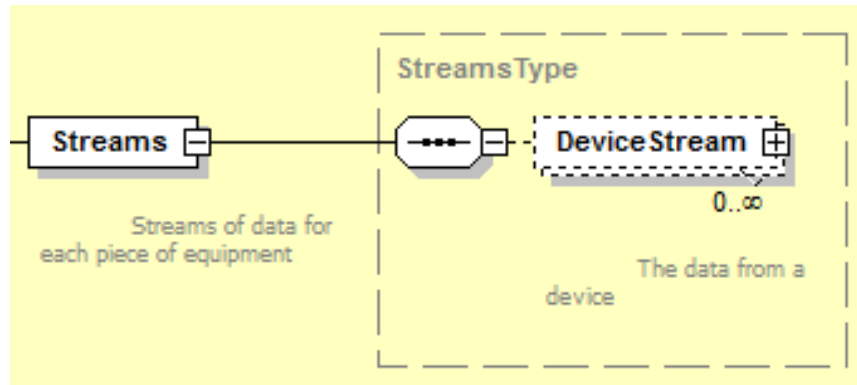 StreamsType
Streams
DeviceStream
0..∞
Streams of data for
each piece of equipment
The data from a
device